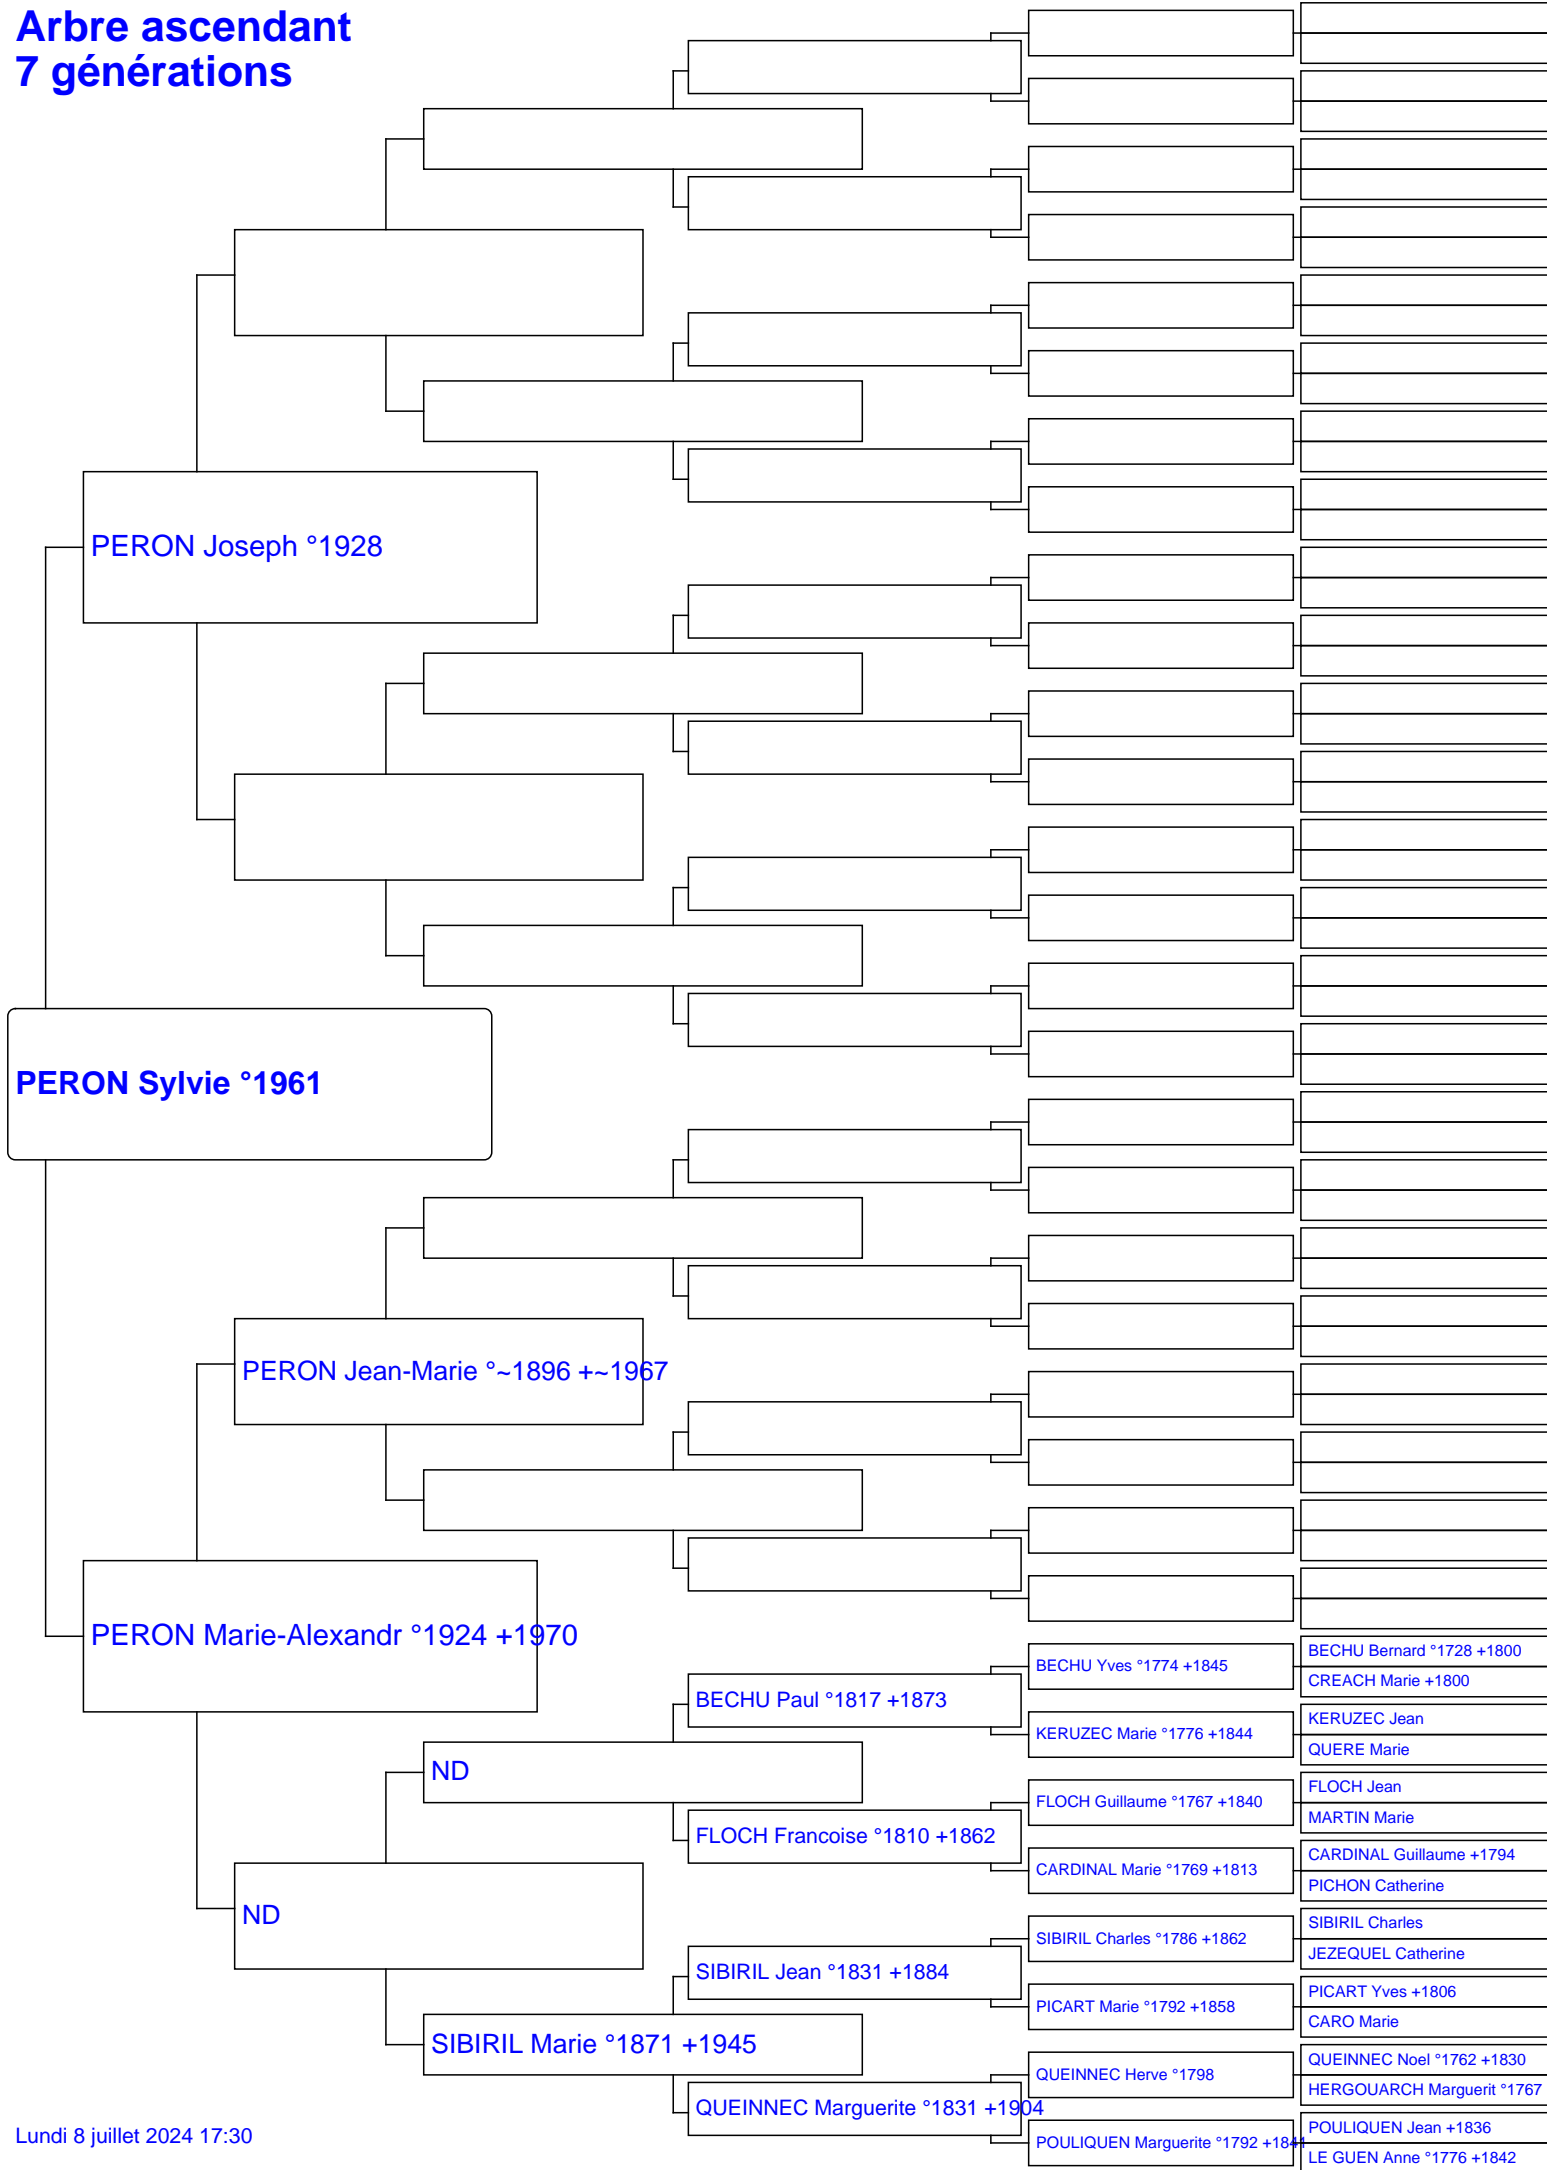 Arbre ascendant
7 générations
PERON Joseph °1928
PERON Sylvie °1961
PERON Jean-Marie °~1896 +~1967
PERON Marie-Alexandr °1924 +1970
BECHU Bernard °1728 +1800
BECHU Yves °1774 +1845
CREACH Marie +1800
BECHU Paul °1817 +1873
KERUZEC Jean
KERUZEC Marie °1776 +1844
QUERE Marie
ND
FLOCH Jean
FLOCH Guillaume °1767 +1840
MARTIN Marie
FLOCH Francoise °1810 +1862
CARDINAL Guillaume +1794
CARDINAL Marie °1769 +1813
PICHON Catherine
ND
SIBIRIL Charles
SIBIRIL Charles °1786 +1862
JEZEQUEL Catherine
SIBIRIL Jean °1831 +1884
PICART Yves +1806
PICART Marie °1792 +1858
CARO Marie
SIBIRIL Marie °1871 +1945
QUEINNEC Noel °1762 +1830
QUEINNEC Herve °1798
HERGOUARCH Marguerit °1767
QUEINNEC Marguerite °1831 +1904
POULIQUEN Jean +1836
POULIQUEN Marguerite °1792 +1841
LE GUEN Anne °1776 +1842
Lundi 8 juillet 2024 17:30